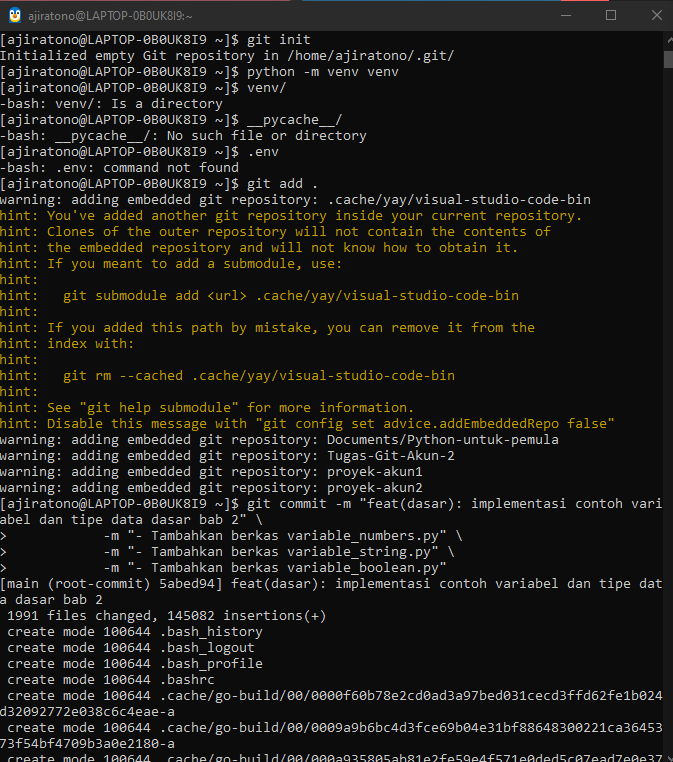 ajiratono@LAPTOP-0B0UK8I9:~
[ajiratono@LAPTOP-0B0UK8I9 ~]$ git init
Initialized empty Git repository in /home/ajiratono/.git/
[ajiratono@LAPTOP-0B0UK8I9 ~]$ python -m venv venv
[ajiratono@LAPTOP-0B0UK8I9 ~]$ venv/
-bash: venv/: Is a directory
[ajiratono@LAPTOP-0B0UK8I9 ~]$ __pycache__/
-bash: __pycache__/: No such file or directory
[ajiratono@LAPTOP-0B0UK8I9 ~]$ .env
-bash: .env: command not found
[ajiratono@LAPTOP-0B0UK8I9 ~]$ git add .
warning: adding embedded git repository: .cache/yay/visual-studio-code-bin
hint: You've added another git repository inside your current repository.
hint: Clones of the outer repository will not contain the contents of
hint: the embedded repository and will not know how to obtain it.
hint: If you meant to add a submodule, use:
hint:
hint:   git submodule add <url> .cache/yay/visual-studio-code-bin
hint:
hint: If you added this path by mistake, you can remove it from the
hint: index with:
hint:
hint:   git rm --cached .cache/yay/visual-studio-code-bin
hint:
hint: See "git help submodule" for more information.
hint: Disable this message with "git config set advice.addEmbeddedRepo false"
warning: adding embedded git repository: Documents/Python-untuk-pemula
warning: adding embedded git repository: Tugas-Git-Akun-2
warning: adding embedded git repository: proyek-akun1
warning: adding embedded git repository: proyek-akun2
[ajiratono@LAPTOP-0B0UK8I9 ~]$ git commit -m "feat(dasar): implementasi contoh vari
abel dan tipe data dasar bab 2" \
>            -m "- Tambahkan berkas variable_numbers.py" \
>            -m "- Tambahkan berkas variable_string.py" \
>            -m "- Tambahkan berkas variable_boolean.py"
[main (root-commit) 5abed94] feat(dasar): implementasi contoh variabel dan tipe dat
a dasar bab 2
 1991 files changed, 145082 insertions(+)
 create mode 100644 .bash_history
 create mode 100644 .bash_logout
 create mode 100644 .bash_profile
 create mode 100644 .bashrc
 create mode 100644 .cache/go-build/00/0000f60b78e2cd0ad3a97bed031cecd3ffd62fe1b024
d32092772e038c6c4eae-a
 create mode 100644 .cache/go-build/00/0009a9b6bc4d3fce69b04e31bf88648300221ca36453
73f54bf4709b3a0e2180-a
 create mode 100644 .cache/go-build/00/000a935805ab81e2fe59e4f571e0ded5c07ead7e0e37